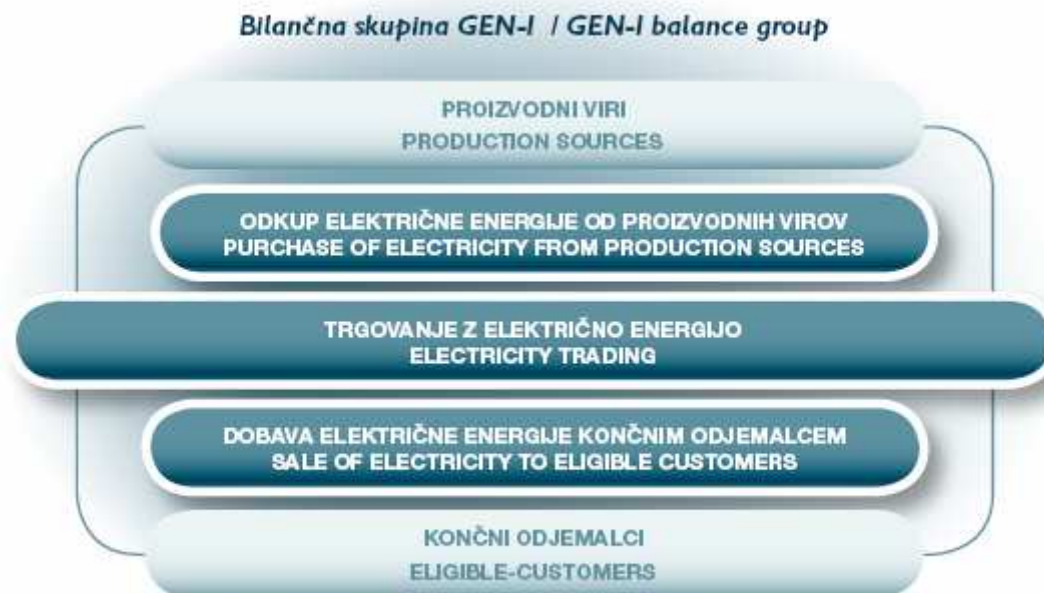 Bilančna skupina GEN-I / GEN-I balance group
PROIZVODNI VIRI
PRODUCTION SOURCES
ODKUP ELEKTRIČNE ENERGIJE OD PROIZVODNIH VIROV
PURCHASE OF ELECTRICITY FROM PRODUCTION SOURCES
TRGOVANJE Z ELEKTRIČNO ENERGIJO
ELECTRICITY TRADING
DOBAVA ELEKTRIČNE ENERGIJE KONČNIM ODJEMALCEM
SALE OF ELECTRICITY TO ELIGIBLE CUSTOMERS
KONČNI ODJEMALCI
ELIGIBLE-CUSTOMERS